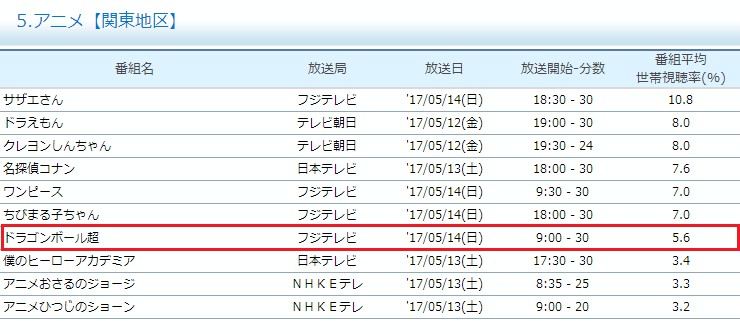 5.アニメ【関東地区】
番組名 放送局 放送日 放送開始-分数 番組平均世帯視聴率(%)
サザエさん フジテレビ '17/05/14(日) 18:30 - 30 10.8
ドラえもん テレビ朝日 '17/05/12(金) 19:00 - 30 8.0
クレヨンしんちゃん テレビ朝日 '17/05/12(金) 19:30 - 24 8.0
名探偵コナン 日本テレビ '17/05/13(土) 18:00 - 30 7.6
ワンピース フジテレビ '17/05/14(日) 9:30 - 30 7.0
ちびまる子ちゃん フジテレビ '17/05/14(日) 18:00 - 30 7.0
ドラゴンボール超 フジテレビ '17/05/14(日) 9:00 - 30 5.6
僕のヒーローアカデミア 日本テレビ '17/05/13(土) 17:30 - 30 3.4
アニメおさるのジョージ ＮＨＫＥテレ '17/05/13(土) 8:35 - 25 3.3
アニメひつじのショーン ＮＨＫＥテレ '17/05/13(土) 9:00 - 20 3.2